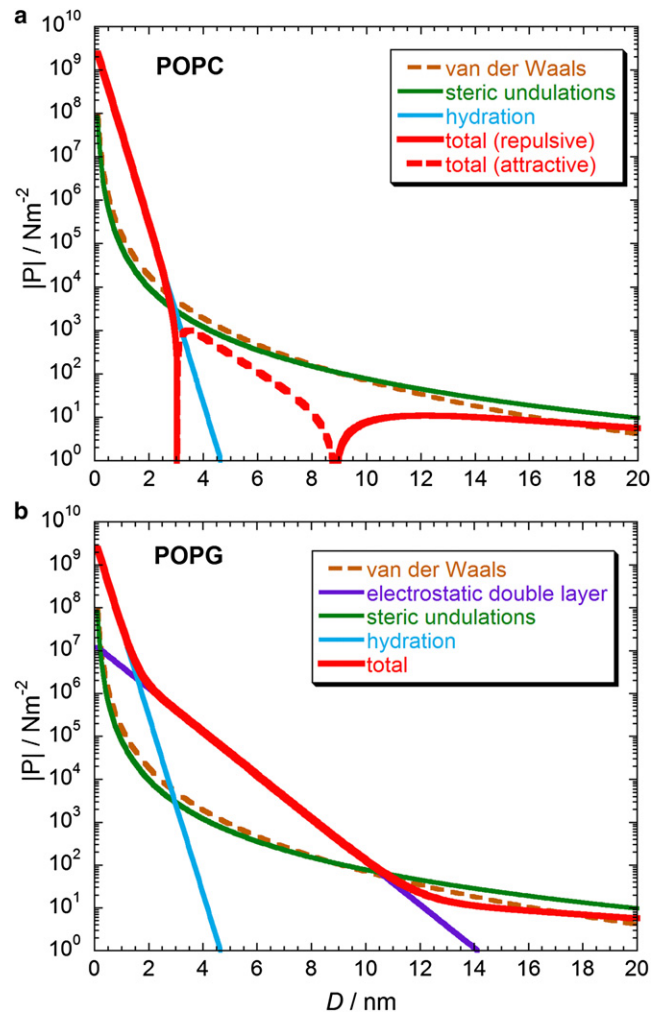 a
10^10
POPC
van der Waals
steric undulations
hydration
total (repulsive)
total (attractive)
10^9
10^8
10^7
10^6
10^5
10^4
10^3
10^2
10^1
10^0
|P| / Nm^-2
0 2 4 6 8 10 12 14 16 18 20
b
10^10
POPG
van der Waals
electrostatic double layer
steric undulations
hydration
total
10^9
10^8
10^7
10^6
10^5
10^4
10^3
10^2
10^1
10^0
|P| / Nm^-2
0 2 4 6 8 10 12 14 16 18 20
D / nm